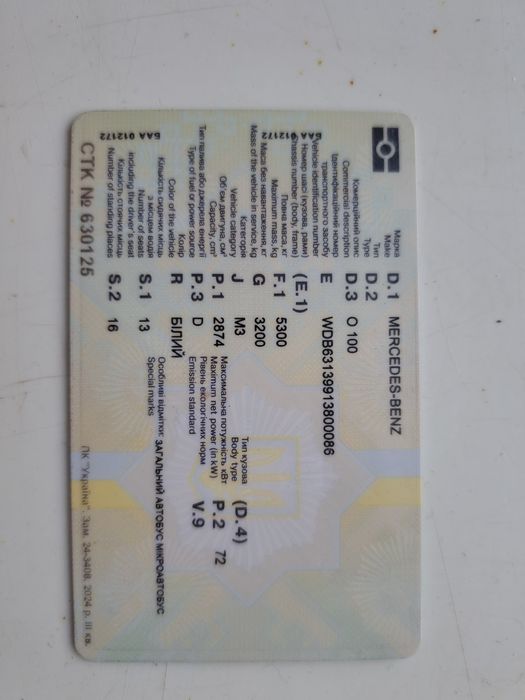 Марка
Make D.1 MERCEDES-BENZ
Тип
Type D.2
Комерційний опис
Commercial description D.3 O 100
Ідентифікаційний номер
транспортного засобу
Vehicle identification number E WDB63139913800086
Номер шасі (кузова, рами)
Chassis number (body, frame) (E.1)
Повна маса, кг
Maximum mass, kg F.1 5300
Маса без навантаження, кг
Mass of the vehicle in service, kg G 3200
Категорія
Vehicle category J M3
Тип кузова
Body type (D.4)
Об'єм двигуна, см³
Capacity, cm³ P.1 2874
Максимальна потужність кВт
Maximum net power (in kW) P.2 72
Тип палива або джерела енергії
Type of fuel or power source P.3 D
Рівень екологічних норм
Emission standard V.9
Колір
Color of the vehicle R БІЛИЙ
Кількість сидячих місць
з місцем водія
Number of seats
including the driver's seat S.1 13
Кількість стоячих місць
Number of standing places S.2 16
Особливі відмітки: ЗАГАЛЬНИЙ АВТОБУС МІКРОАВТОБУС
Special marks
БАА 012172
БАА 012172
СТК № 630125
ПК "Україна". Зам. 24-3408. 2024 р. III кв.